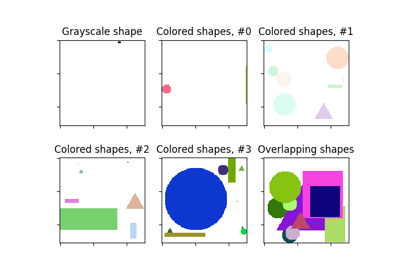 Grayscale shape
Colored shapes, #0
Colored shapes, #1
Colored shapes, #2
Colored shapes, #3
Overlapping shapes